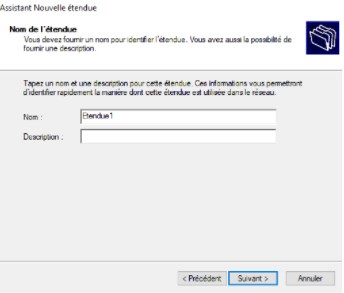 Assistant Nouvelle étendue
Nom de l'étendue
Vous devez fournir un nom pour identifier l'étendue. Vous avez aussi la possibilité de
fournir une description.
Tapez un nom et une description pour cette étendue. Ces informations vous permettront
d'identifier rapidement la manière dont cette étendue est utilisée dans le réseau.
Nom : Etendue1
Description :
< Précédent Suivant > Annuler